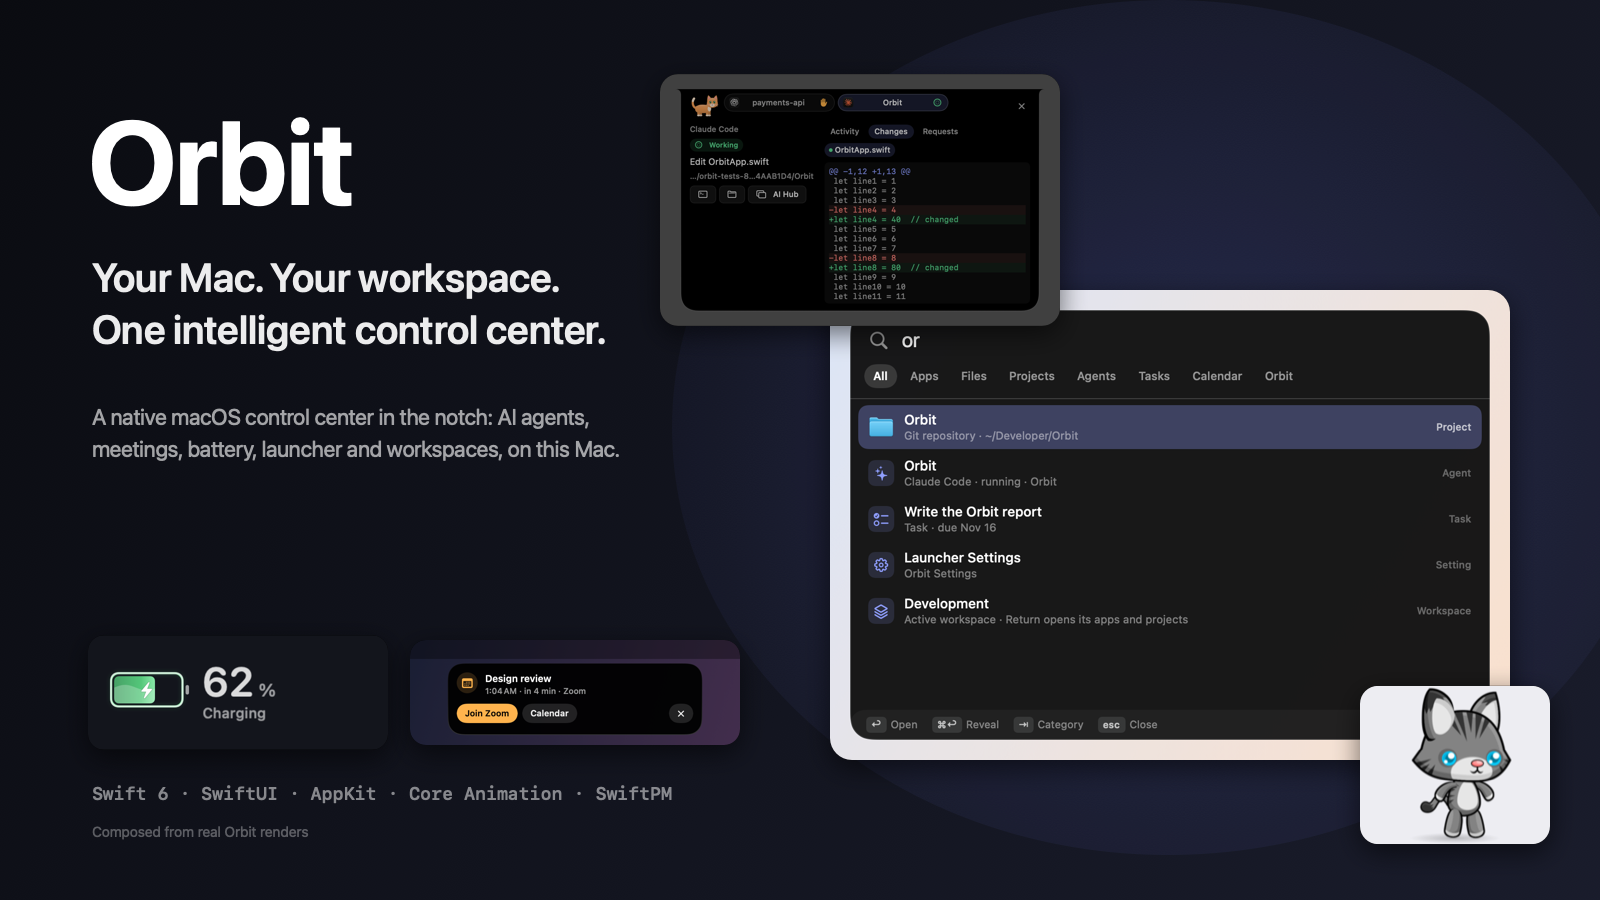 Orbit
Your Mac. Your workspace.
One intelligent control center.
A native macOS control center in the notch: AI agents,
meetings, battery, launcher and workspaces, on this Mac.
payments-api
Orbit
Claude Code
Working
Edit OrbitApp.swift
.../orbit-tests-8...4AAB1D4/Orbit
AI Hub
Activity Changes Requests
OrbitApp.swift
@@ -1,12 +1,13 @@
let line1 = 1
let line2 = 2
let line3 = 3
-let line4 = 4
+let line4 = 40 // changed
let line5 = 5
let line6 = 6
let line7 = 7
-let line8 = 8
+let line8 = 80 // changed
let line9 = 9
let line10 = 10
let line11 = 11
or
All Apps Files Projects Agents Tasks Calendar Orbit
Orbit
Git repository · ~/Developer/Orbit
Project
Orbit
Claude Code · running · Orbit
Agent
Write the Orbit report
Task · due Nov 16
Task
Launcher Settings
Orbit Settings
Setting
Development
Active workspace · Return opens its apps and projects
Workspace
↩ Open ⌘↩ Reveal ⇥ Category esc Close
62 %
Charging
Design review
1:04 AM · in 4 min · Zoom
Join Zoom Calendar
Swift 6 · SwiftUI · AppKit · Core Animation · SwiftPM
Composed from real Orbit renders